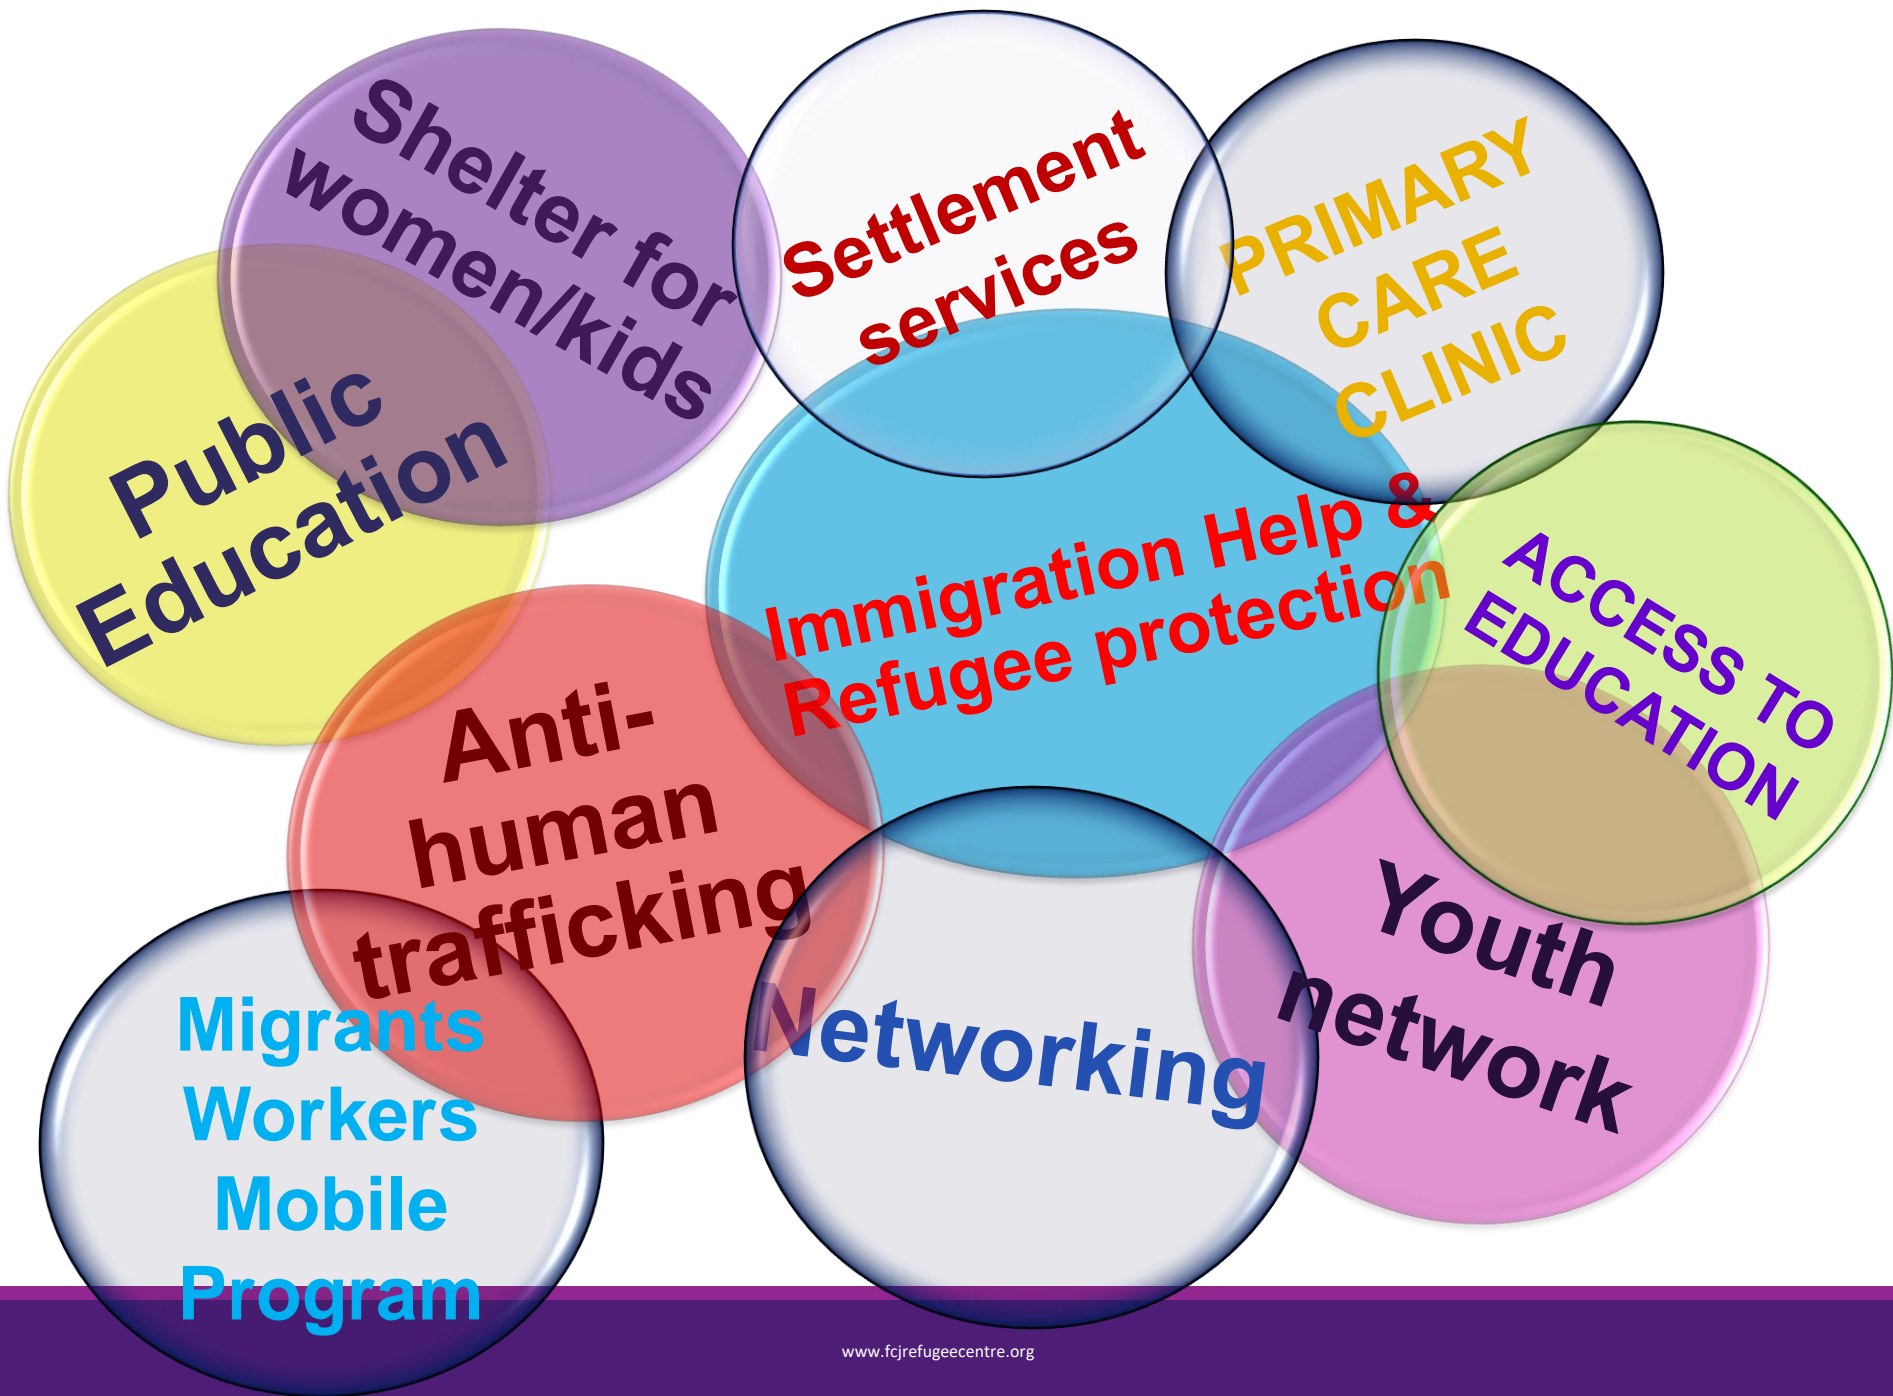 Shelter for
women/kids
Settlement
services
PRIMARY
CARE
CLINIC
Public
Education
Immigration Help &
Refugee protection
ACCESS TO
EDUCATION
Anti-
human
trafficking
Youth
network
Networking
Migrants
Workers
Mobile
Program
www.fcjrefugeecentre.org